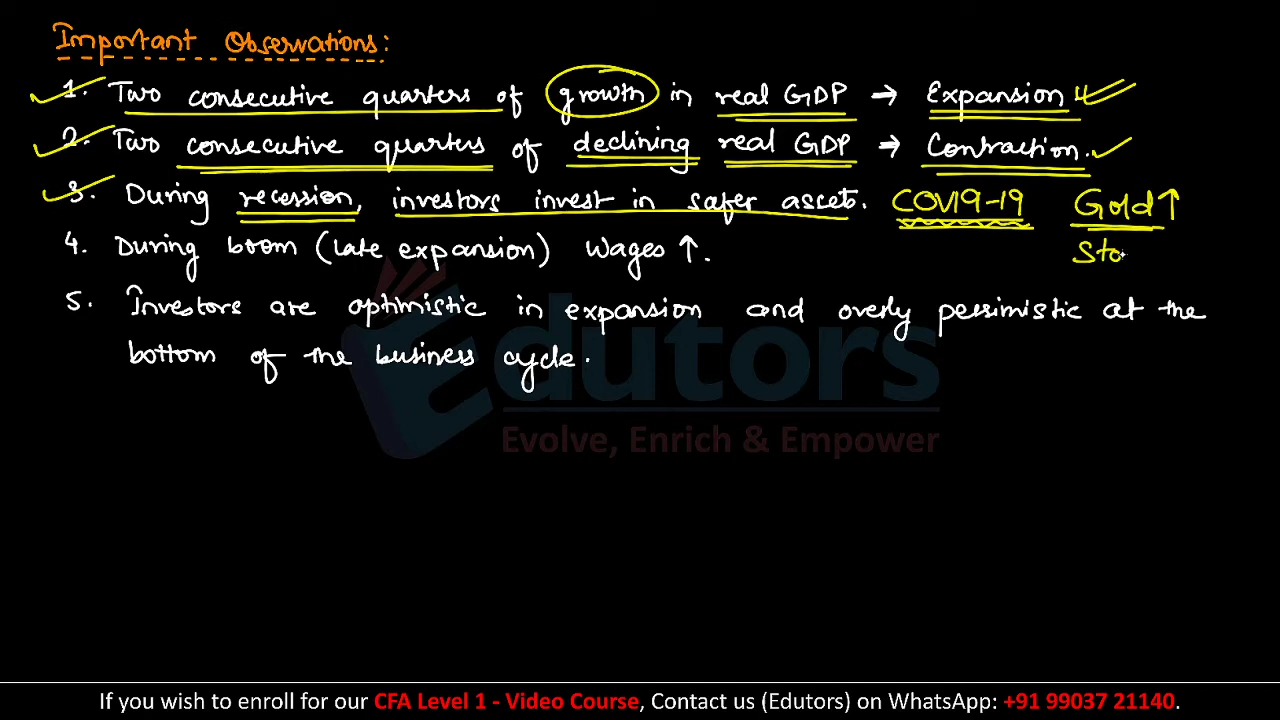 Important Observations:
1. Two consecutive quarters of growth in real GDP → Expansion
2. Two consecutive quarters of declining real GDP → Contraction.
3. During recession, investors invest in safer assets. COVI9-19 Gold↑
Sto
4. During boom (late expansion) Wages ↑.
5. Investors are optimistic in expansion and overly pessimistic at the
bottom of the business cycle.
Edutors
Evolve, Enrich & Empower
If you wish to enroll for our CFA Level 1 - Video Course, Contact us (Edutors) on WhatsApp: +91 99037 21140.